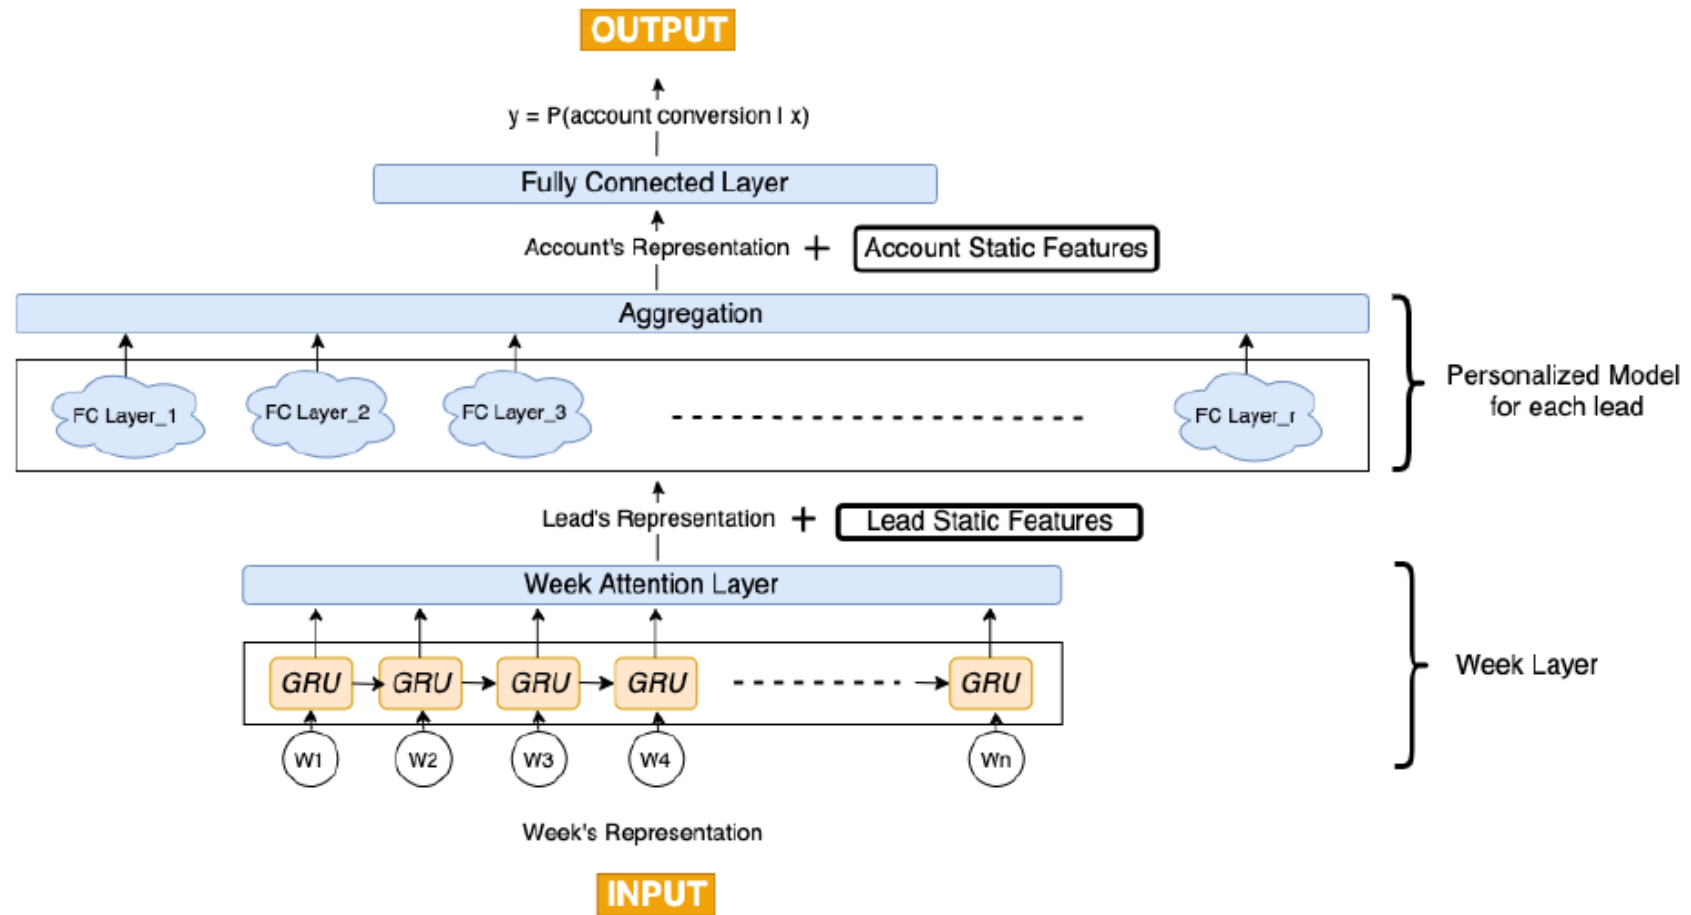 OUTPUT
y = P(account conversion | x)
Fully Connected Layer
Account's Representation + Account Static Features
Aggregation
FC Layer_1 FC Layer_2 FC Layer_3 FC Layer_r
Personalized Model
for each lead
Lead's Representation + Lead Static Features
Week Attention Layer
GRU GRU GRU GRU GRU
Week Layer
W1 W2 W3 W4 Wn
Week's Representation
INPUT